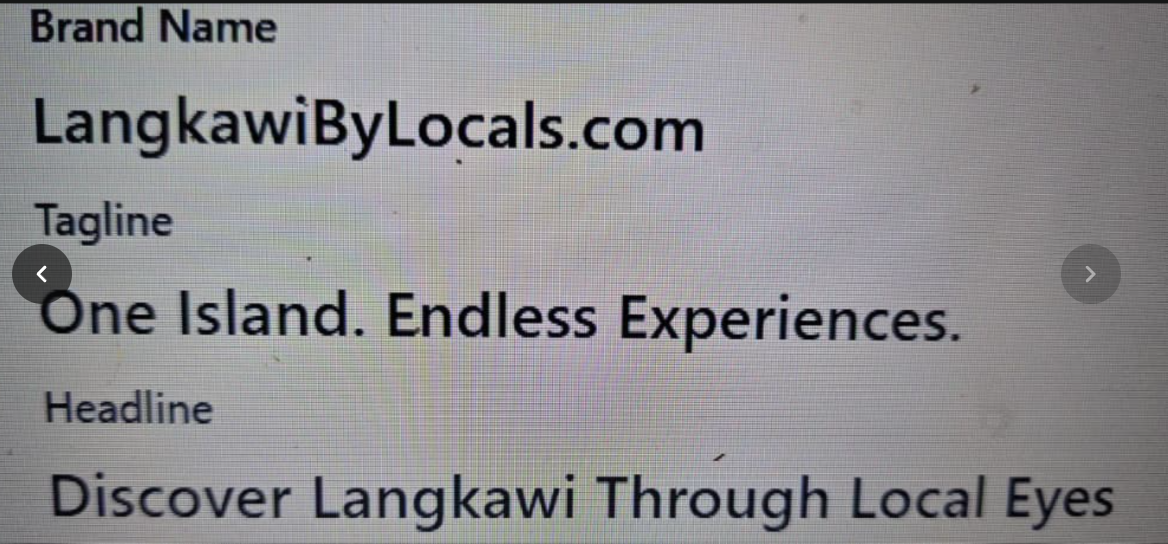 Brand Name
LangkawiByLocals.com
Tagline
One Island. Endless Experiences.
Headline
Discover Langkawi Through Local Eyes